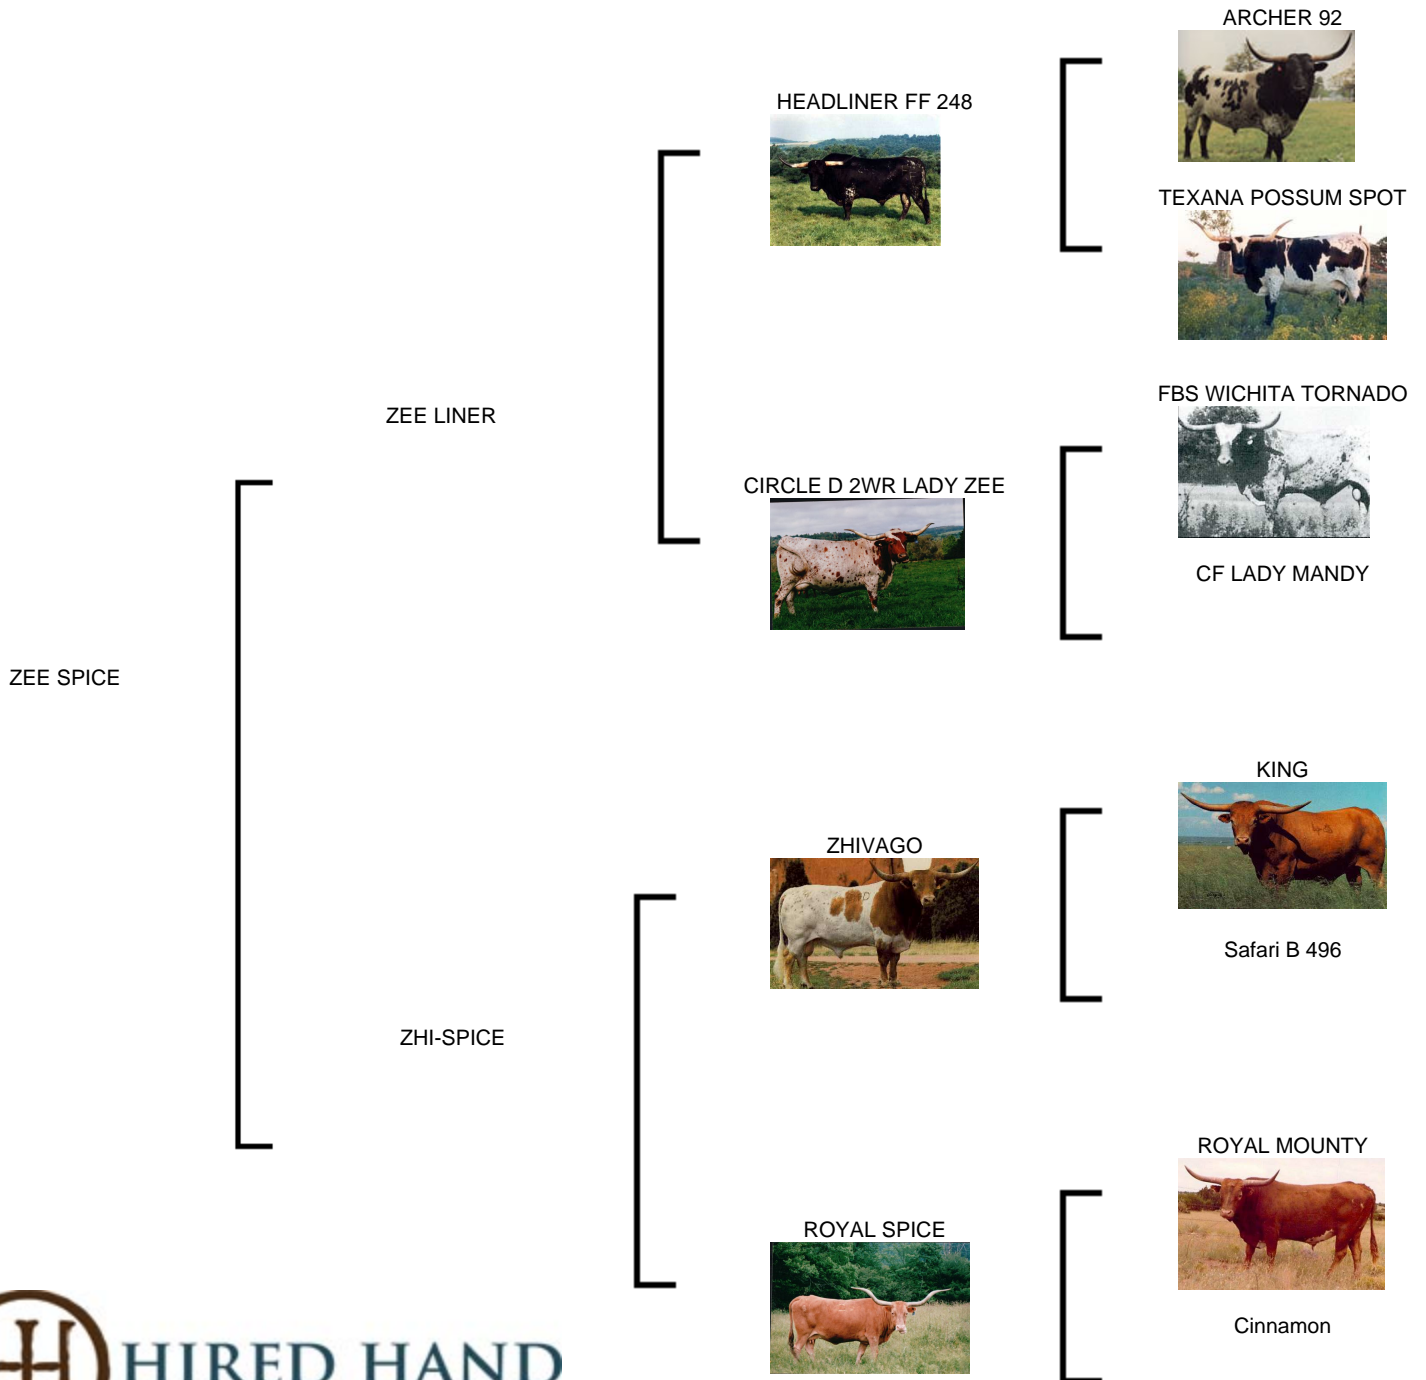 ARCHER 92
HEADLINER FF 248
TEXANA POSSUM SPOT
FBS WICHITA TORNADO
ZEE LINER
CIRCLE D 2WR LADY ZEE
CF LADY MANDY
ZEE SPICE
KING
ZHIVAGO
Safari B 496
ZHI-SPICE
ROYAL MOUNTY
ROYAL SPICE
Cinnamon
HIRED HAND